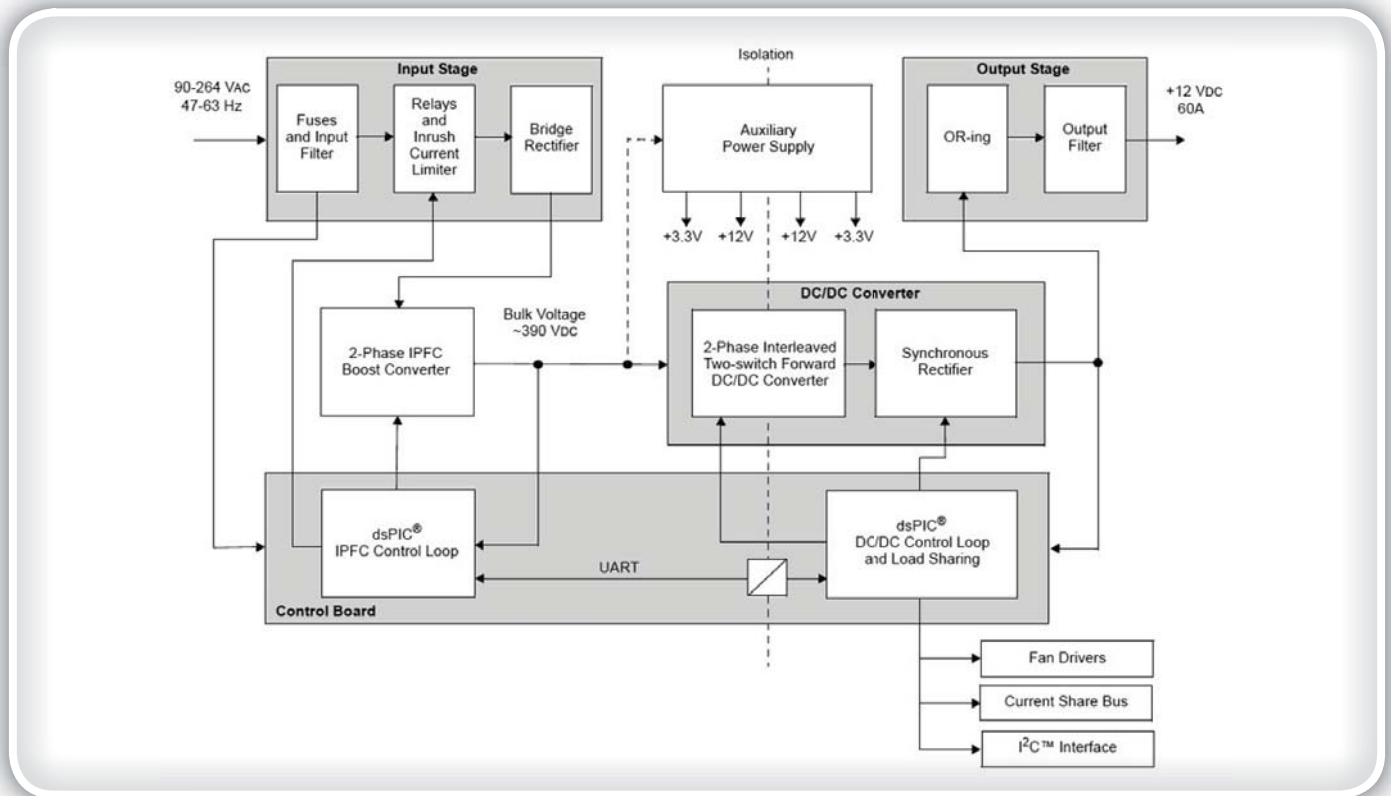 Isolation
Input Stage
Output Stage
90-264 VAC
47-63 Hz
Fuses
and Input
Filter
Relays
and
Inrush
Current
Limiter
Bridge
Rectifier
Auxiliary
Power Supply
OR-ing
Output
Filter
+12 VDC
60A
+3.3V
+12V
+12V
+3.3V
DC/DC Converter
2-Phase IPFC
Boost Converter
Bulk Voltage
~390 VDC
2-Phase Interleaved
Two-switch Forward
DC/DC Converter
Synchronous
Rectifier
dsPIC®
IPFC Control Loop
UART
dsPIC®
DC/DC Control Loop
and Load Sharing
Control Board
Fan Drivers
Current Share Bus
I²C™ Interface